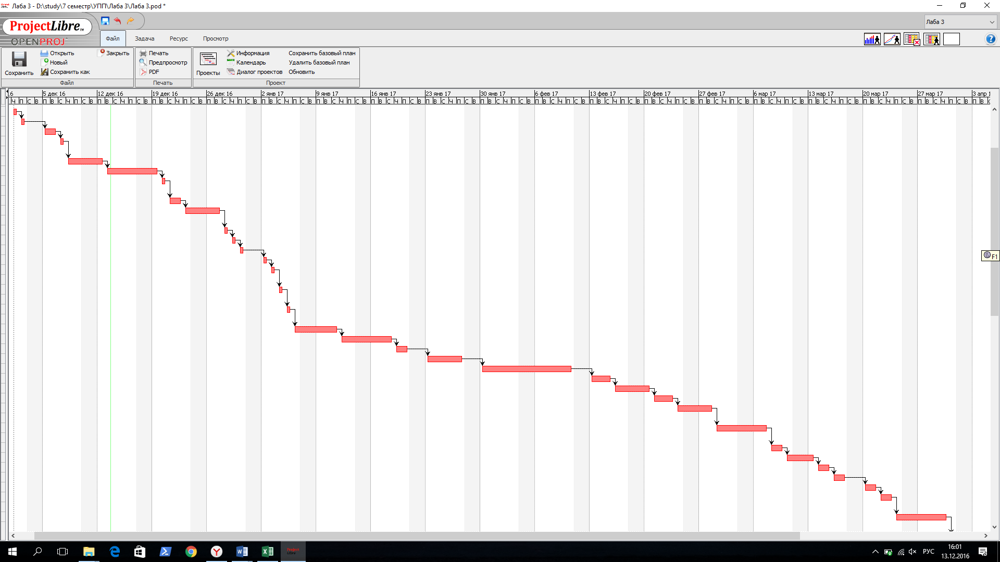 Лаба 3 - D:\study\7 семестр\УПП\Лаба 3\Лаба 3.pod *
ProjectLibre™
OPENPROJ
Лаба 3
Файл Задача Ресурс Просмотр
Сохранить
Открыть
Новый
Сохранить как
Закрыть
Файл
Печать
Предпросмотр
PDF
Печать
Проекты
Информация
Календарь
Диалог проектов
Сохранить базовый план
Удалить базовый план
Обновить
Проект
6 5 дек 16 12 дек 16 19 дек 16 26 дек 16 2 янв 17 9 янв 17 16 янв 17 23 янв 17 30 янв 17 6 фев 17 13 фев 17 20 фев 17 27 фев 17 6 мар 17 13 мар 17 20 мар 17 27 мар 17 3 апр 1
Ч П С В П В С Ч П С В П В С Ч П С В П В С Ч П С В П В С Ч П С В П В С Ч П С В П В С Ч П С В П В С Ч П С В П В С Ч П С В П В С Ч П С В П В С Ч П С В П В С Ч П С В П В С Ч П С В П В С Ч П С В П В С Ч П С В П В С Ч П С В П В С Ч П С В П В С Ч П С В П В С
F1
Project
Libre
РУС
16:01
13.12.2016